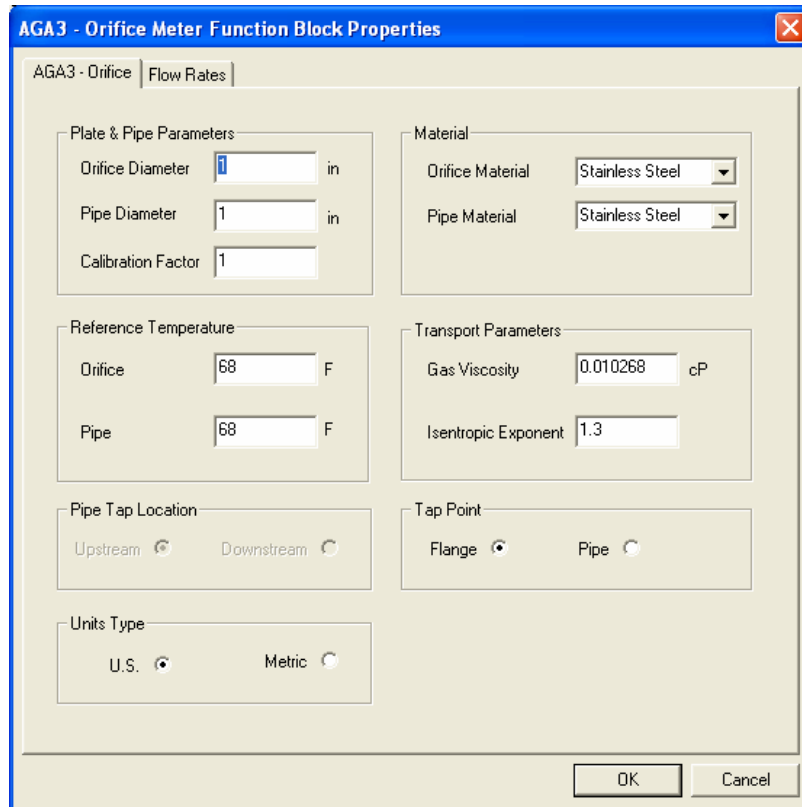 AGA3 - Orifice Meter Function Block Properties
AGA3 - Orifice
Flow Rates
Plate & Pipe Parameters
Orifice Diameter 1 in
Pipe Diameter 1 in
Calibration Factor 1
Material
Orifice Material Stainless Steel
Pipe Material Stainless Steel
Reference Temperature
Orifice 68 F
Pipe 68 F
Transport Parameters
Gas Viscosity 0.010268 cP
Isentropic Exponent 1.3
Pipe Tap Location
Upstream Downstream
Tap Point
Flange Pipe
Units Type
U.S. Metric
OK Cancel